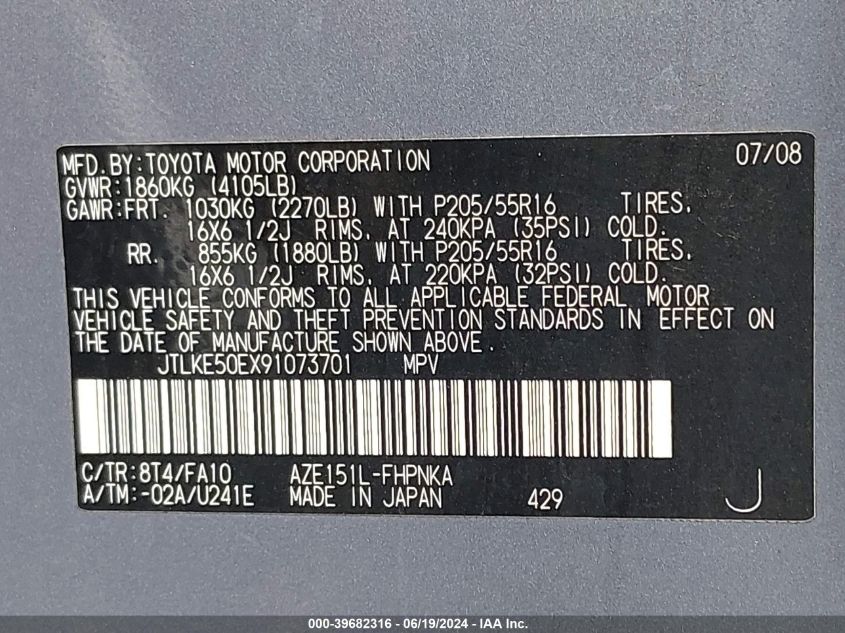 MFD.BY:TOYOTA MOTOR CORPORATION 07/08
GVWR:1860KG (4105LB)
GAWR:FRT. 1030KG (2270LB) WITH P205/55R16 TIRES,
16X6 1/2J RIMS, AT 240KPA (35PSI) COLD.
RR. 855KG (1880LB) WITH P205/55R16 TIRES,
16X6 1/2J RIMS, AT 220KPA (32PSI) COLD.
THIS VEHICLE CONFORMS TO ALL APPLICABLE FEDERAL MOTOR
VEHICLE SAFETY AND THEFT PREVENTION STANDARDS IN EFFECT ON
THE DATE OF MANUFACTURE SHOWN ABOVE.
JTLKE50EX91073701 MPV
C/TR:8T4/FA10 AZE151L-FHPNKA
A/TM:-02A/U241E MADE IN JAPAN 429 J
000-39682316 - 06/19/2024 - IAA Inc.